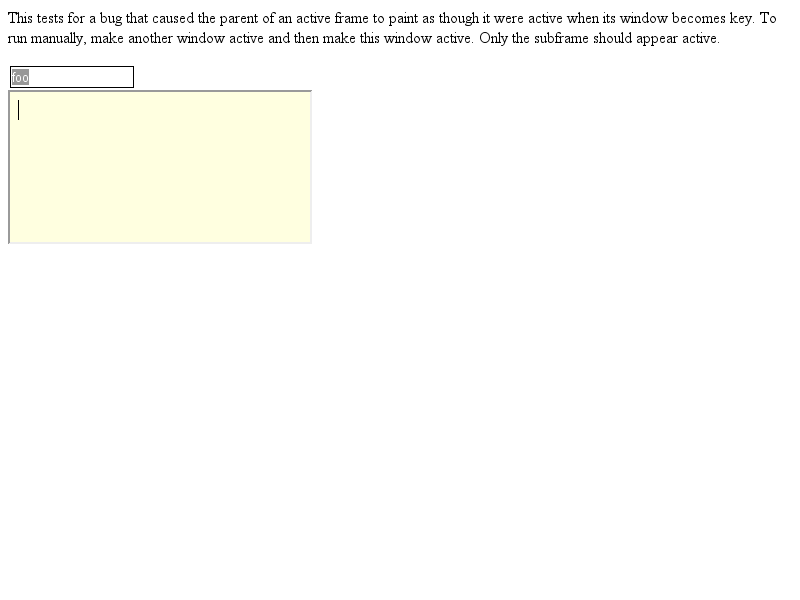 This tests for a bug that caused the parent of an active frame to paint as though it were active when its window becomes key. To
run manually, make another window active and then make this window active. Only the subframe should appear active.
foo